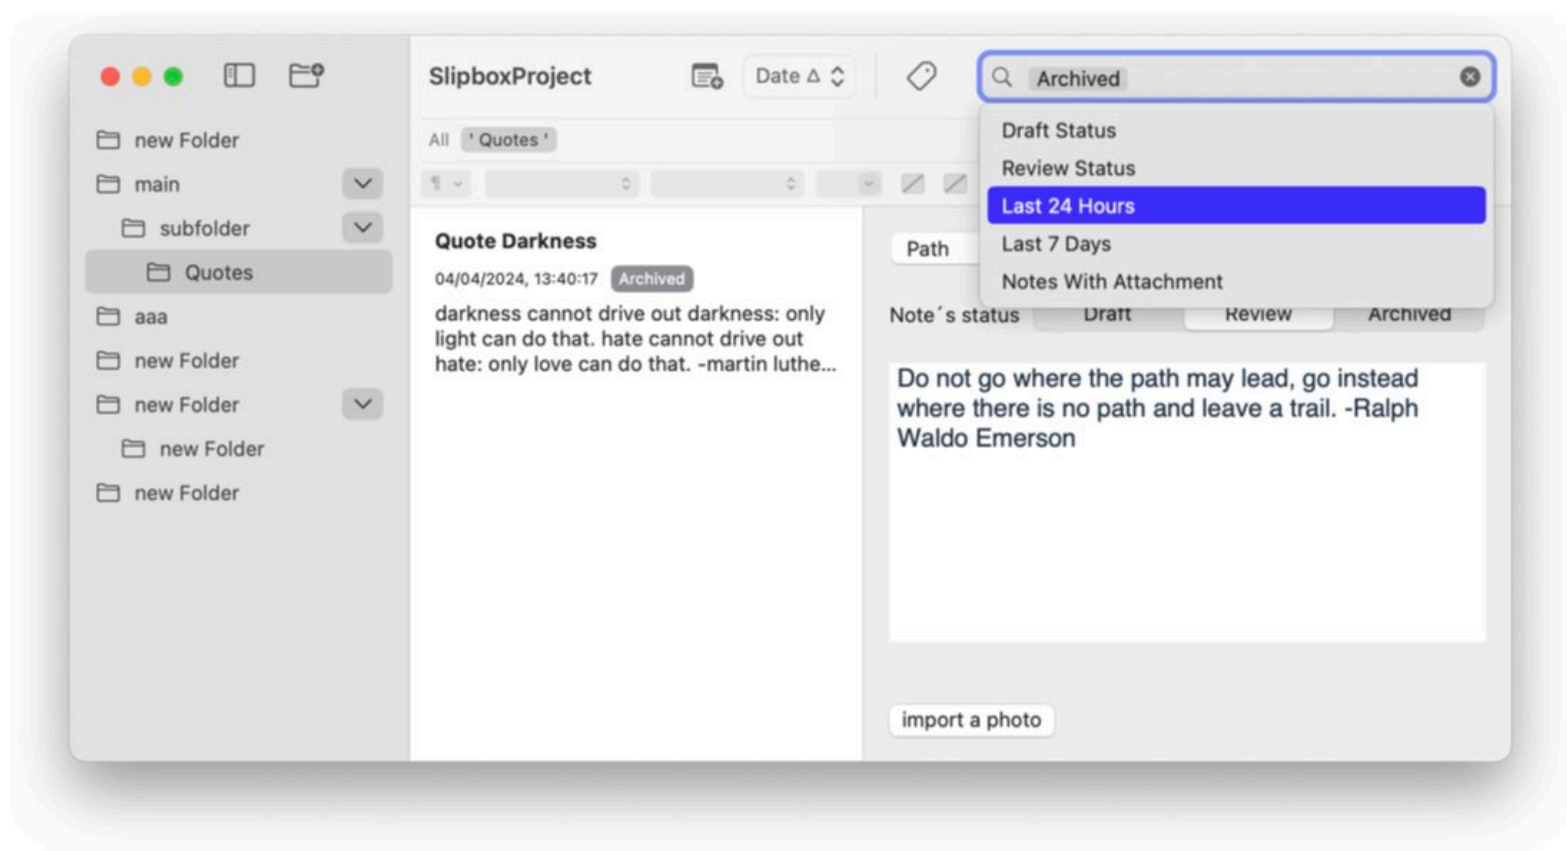 SlipboxProject
Date Δ
Archived
new Folder
main
subfolder
Quotes
aaa
new Folder
new Folder
new Folder
new Folder
All ' Quotes '
¶
Quote Darkness
04/04/2024, 13:40:17 Archived
darkness cannot drive out darkness: only
light can do that. hate cannot drive out
hate: only love can do that. -martin luthe...
Draft Status
Review Status
Last 24 Hours
Last 7 Days
Notes With Attachment
Path
Note´s status Draft Review Archived
Do not go where the path may lead, go instead
where there is no path and leave a trail. -Ralph
Waldo Emerson
import a photo